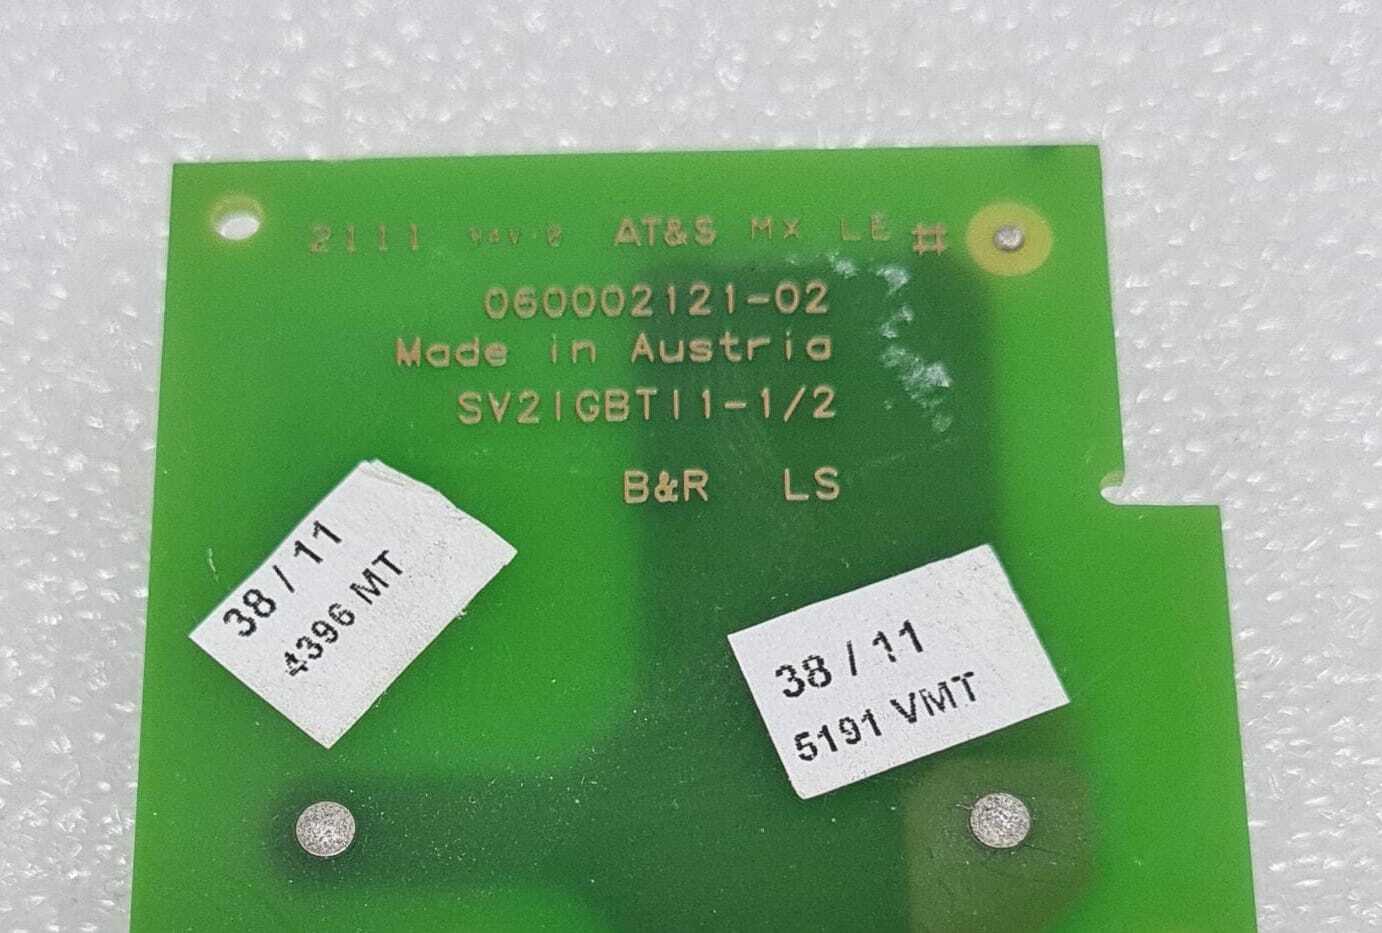 2111 94V-0 AT&S MX LE #
060002121-02
Made in Austria
SV2IGBTI1-1/2
B&R LS
38 / 11
4396 MT
38 / 11
5191 VMT